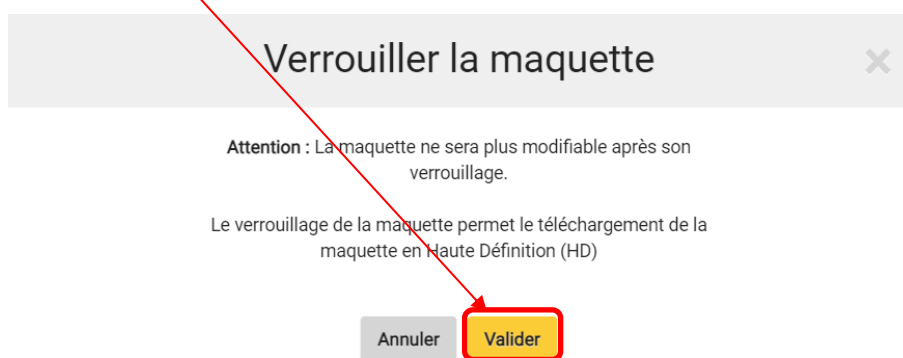 Verrouiller la maquette
Attention : La maquette ne sera plus modifiable après son
verrouillage.
Le verrouillage de la maquette permet le téléchargement de la
maquette en Haute Définition (HD)
Annuler Valider